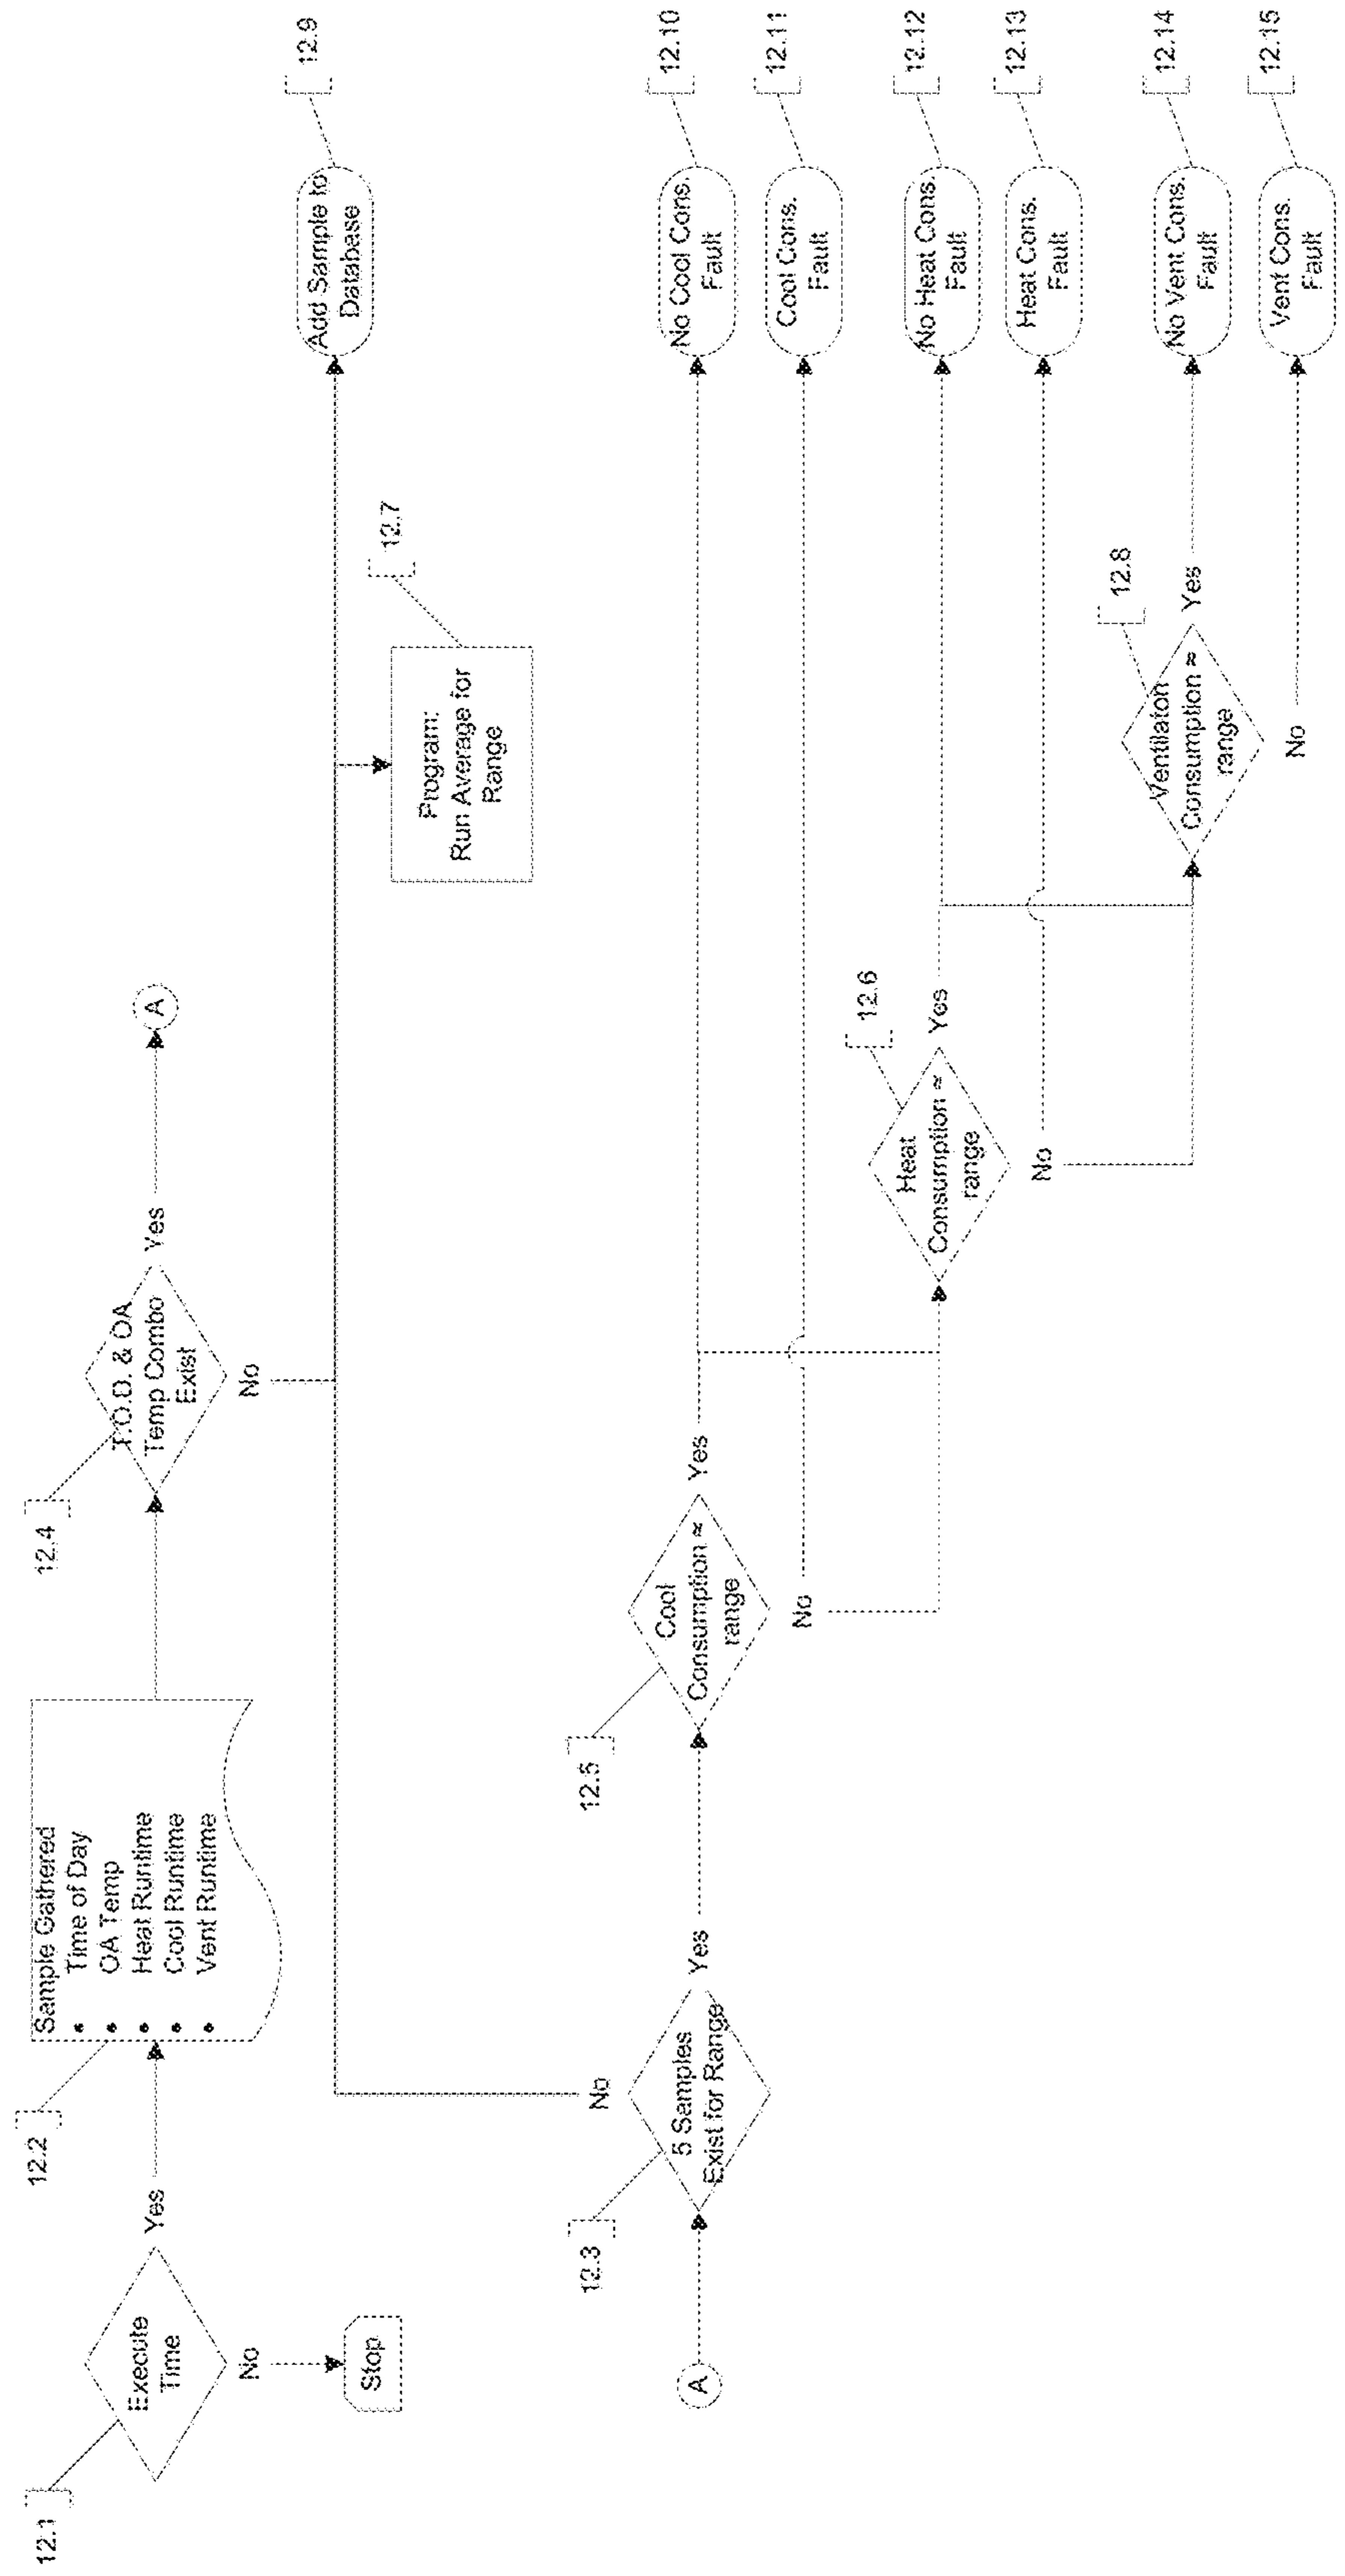 12.1
Execute
Time
Yes
No
Stop
12.2
Sample Gathered
• Time of Day
• OA Temp
• Heat Runtime
• Cool Runtime
• Vent Runtime
12.4
T.O.D. & OA
Temp Combo
Exist
Yes
No
A
12.9
Add Sample to
Database
12.7
Program:
Run Average for
Range
A
12.3
5 Samples
Exist for Range
No
Yes
12.5
Cool
Consumption ≈
range
Yes
No
12.6
Heat
Consumption ≈
range
Yes
No
12.8
Ventilaton
Consumption ≈
range
Yes
No
12.10
No Cool Cons.
Fault
12.11
Cool Cons.
Fault
12.12
No Heat Cons.
Fault
12.13
Heat Cons.
Fault
12.14
No Vent Cons.
Fault
12.15
Vent Cons.
Fault